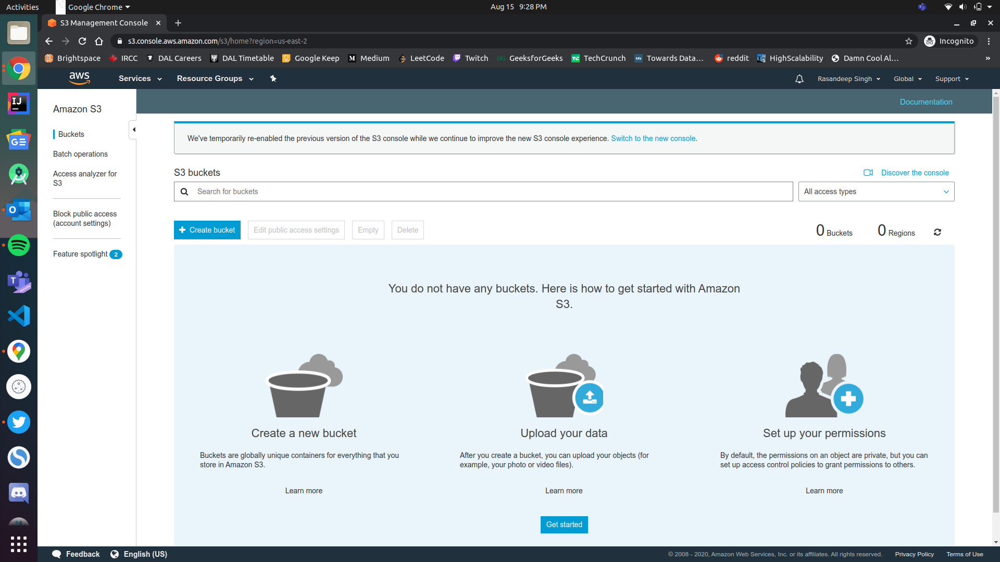 Activities
Google Chrome
Aug 15 9:28 PM
S3 Management Console
s3.console.aws.amazon.com/s3/home?region=us-east-2
Incognito
Brightspace
IRCC
DAL Careers
DAL Timetable
Google Keep
Medium
LeetCode
Twitch
GeeksforGeeks
TechCrunch
Towards Data...
reddit
HighScalability
Damn Cool Al...
aws
Services
Resource Groups
Rasandeep Singh
Global
Support
Amazon S3
Documentation
Buckets
Batch operations
Access analyzer for
S3
Block public access
(account settings)
Feature spotlight 2
We've temporarily re-enabled the previous version of the S3 console while we continue to improve the new S3 console experience. Switch to the new console.
S3 buckets
Discover the console
Search for buckets
All access types
Create bucket
Edit public access settings
Empty
Delete
0 Buckets
0 Regions
You do not have any buckets. Here is how to get started with Amazon
S3.
Create a new bucket
Buckets are globally unique containers for everything that you
store in Amazon S3.
Learn more
Upload your data
After you create a bucket, you can upload your objects (for
example, your photo or video files).
Learn more
Set up your permissions
By default, the permissions on an object are private, but you can
set up access control policies to grant permissions to others.
Learn more
Get started
Feedback
English (US)
© 2008 - 2020, Amazon Web Services, Inc. or its affiliates. All rights reserved.
Privacy Policy
Terms of Use